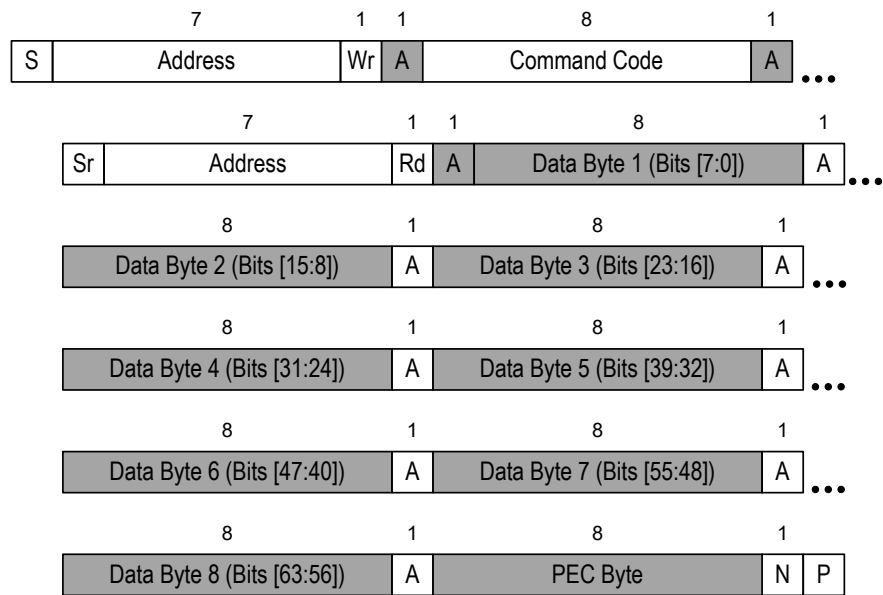 7 1 1 8 1
S Address Wr A Command Code A ...
7 1 1 8 1
Sr Address Rd A Data Byte 1 (Bits [7:0]) A ...
8 1 8 1
Data Byte 2 (Bits [15:8]) A Data Byte 3 (Bits [23:16]) A ...
8 1 8 1
Data Byte 4 (Bits [31:24]) A Data Byte 5 (Bits [39:32]) A ...
8 1 8 1
Data Byte 6 (Bits [47:40]) A Data Byte 7 (Bits [55:48]) A ...
8 1 8 1
Data Byte 8 (Bits [63:56]) A PEC Byte N P